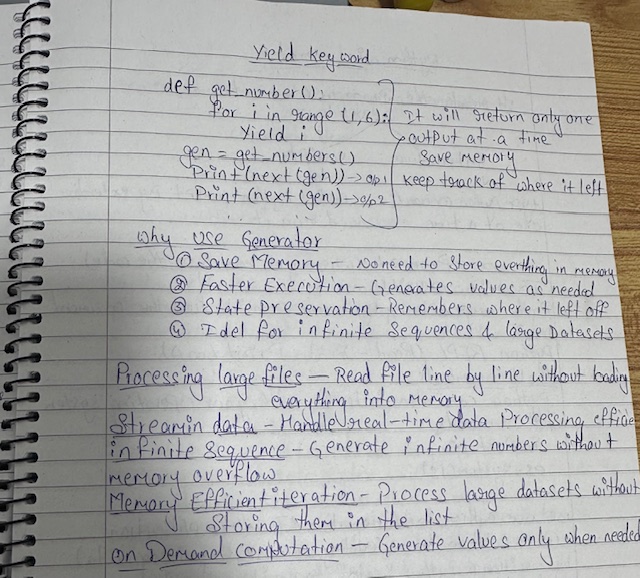 Yield keyword
def get_number():
for i in range (1,6):
Yield i
gen = get_numbers()
Print(next(gen)) → o/p 1
Print (next (gen)) → o/p 2
It will return only one
output at a time
Save memory
keep track of where it left
Why use Generator
① Save Memory - No need to store everthing in memory
② Faster Execution - Generates values as needed
③ State Preservation - Remembers where it left off
④ Idel for infinite Sequences & large Datasets
Processing large files - Read file line by line without loading
everything into Memory
Streamin data - Handle real-time data Processing efficie
infinite Sequence - Generate infinite numbers without
memory overflow
Memory Efficient iteration - Process large datasets without
Storing them in the list
on Demand computation - Generate values only when needed